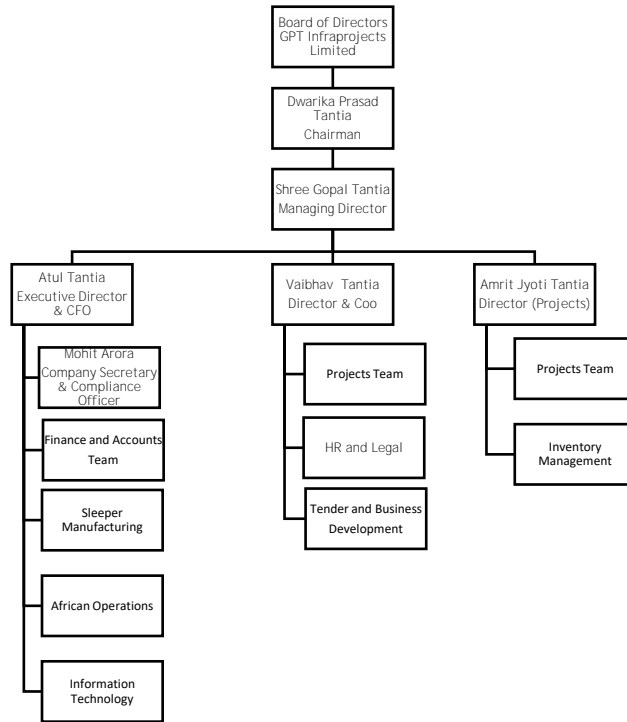 Board of Directors
GPT Infraprojects
Limited
Dwarika Prasad
Tantia
Chairman
Shree Gopal Tantia
Managing Director
Atul Tantia
Executive Director
& CFO
Vaibhav Tantia
Director & Coo
Amrit Jyoti Tantia
Director (Projects)
Mohit Arora
Company Secretary
& Compliance
Officer
Finance and Accounts
Team
Sleeper
Manufacturing
African Operations
Information
Technology
Projects Team
HR and Legal
Tender and Business
Development
Projects Team
Inventory
Management